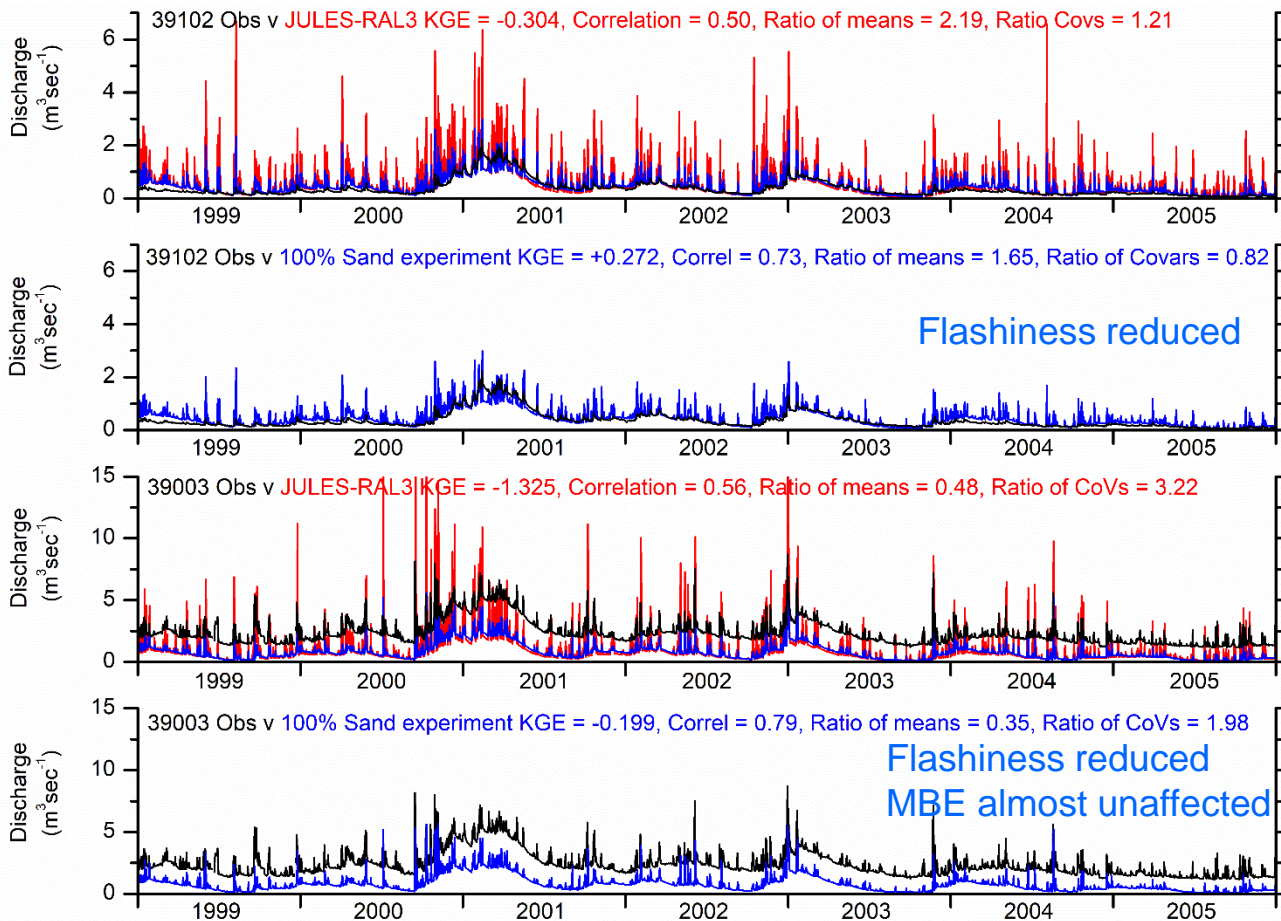 39102 Obs v JULES-RAL3 KGE = -0.304, Correlation = 0.50, Ratio of means = 2.19, Ratio Covs = 1.21
Discharge
(m³sec⁻¹)
6
4
2
0
1999 2000 2001 2002 2003 2004 2005
39102 Obs v 100% Sand experiment KGE = +0.272, Correl = 0.73, Ratio of means = 1.65, Ratio of Covars = 0.82
Flashiness reduced
Discharge
(m³sec⁻¹)
6
4
2
0
1999 2000 2001 2002 2003 2004 2005
39003 Obs v JULES-RAL3 KGE = -1.325, Correlation = 0.56, Ratio of means = 0.48, Ratio of CoVs = 3.22
Discharge
(m³sec⁻¹)
15
10
5
0
1999 2000 2001 2002 2003 2004 2005
39003 Obs v 100% Sand experiment KGE = -0.199, Correl = 0.79, Ratio of means = 0.35, Ratio of CoVs = 1.98
Flashiness reduced
MBE almost unaffected
Discharge
(m³sec⁻¹)
15
10
5
0
1999 2000 2001 2002 2003 2004 2005